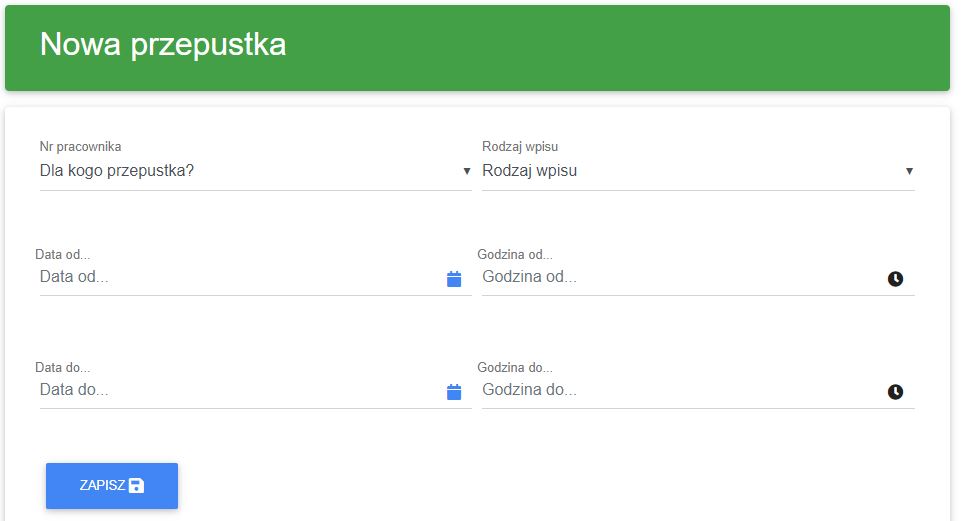 Nowa przepustka
Nr pracownika
Rodzaj wpisu
Dla kogo przepustka?
Rodzaj wpisu
Data od...
Godzina od...
Data od...
Godzina od...
Data do...
Godzina do...
Data do...
Godzina do...
ZAPISZ